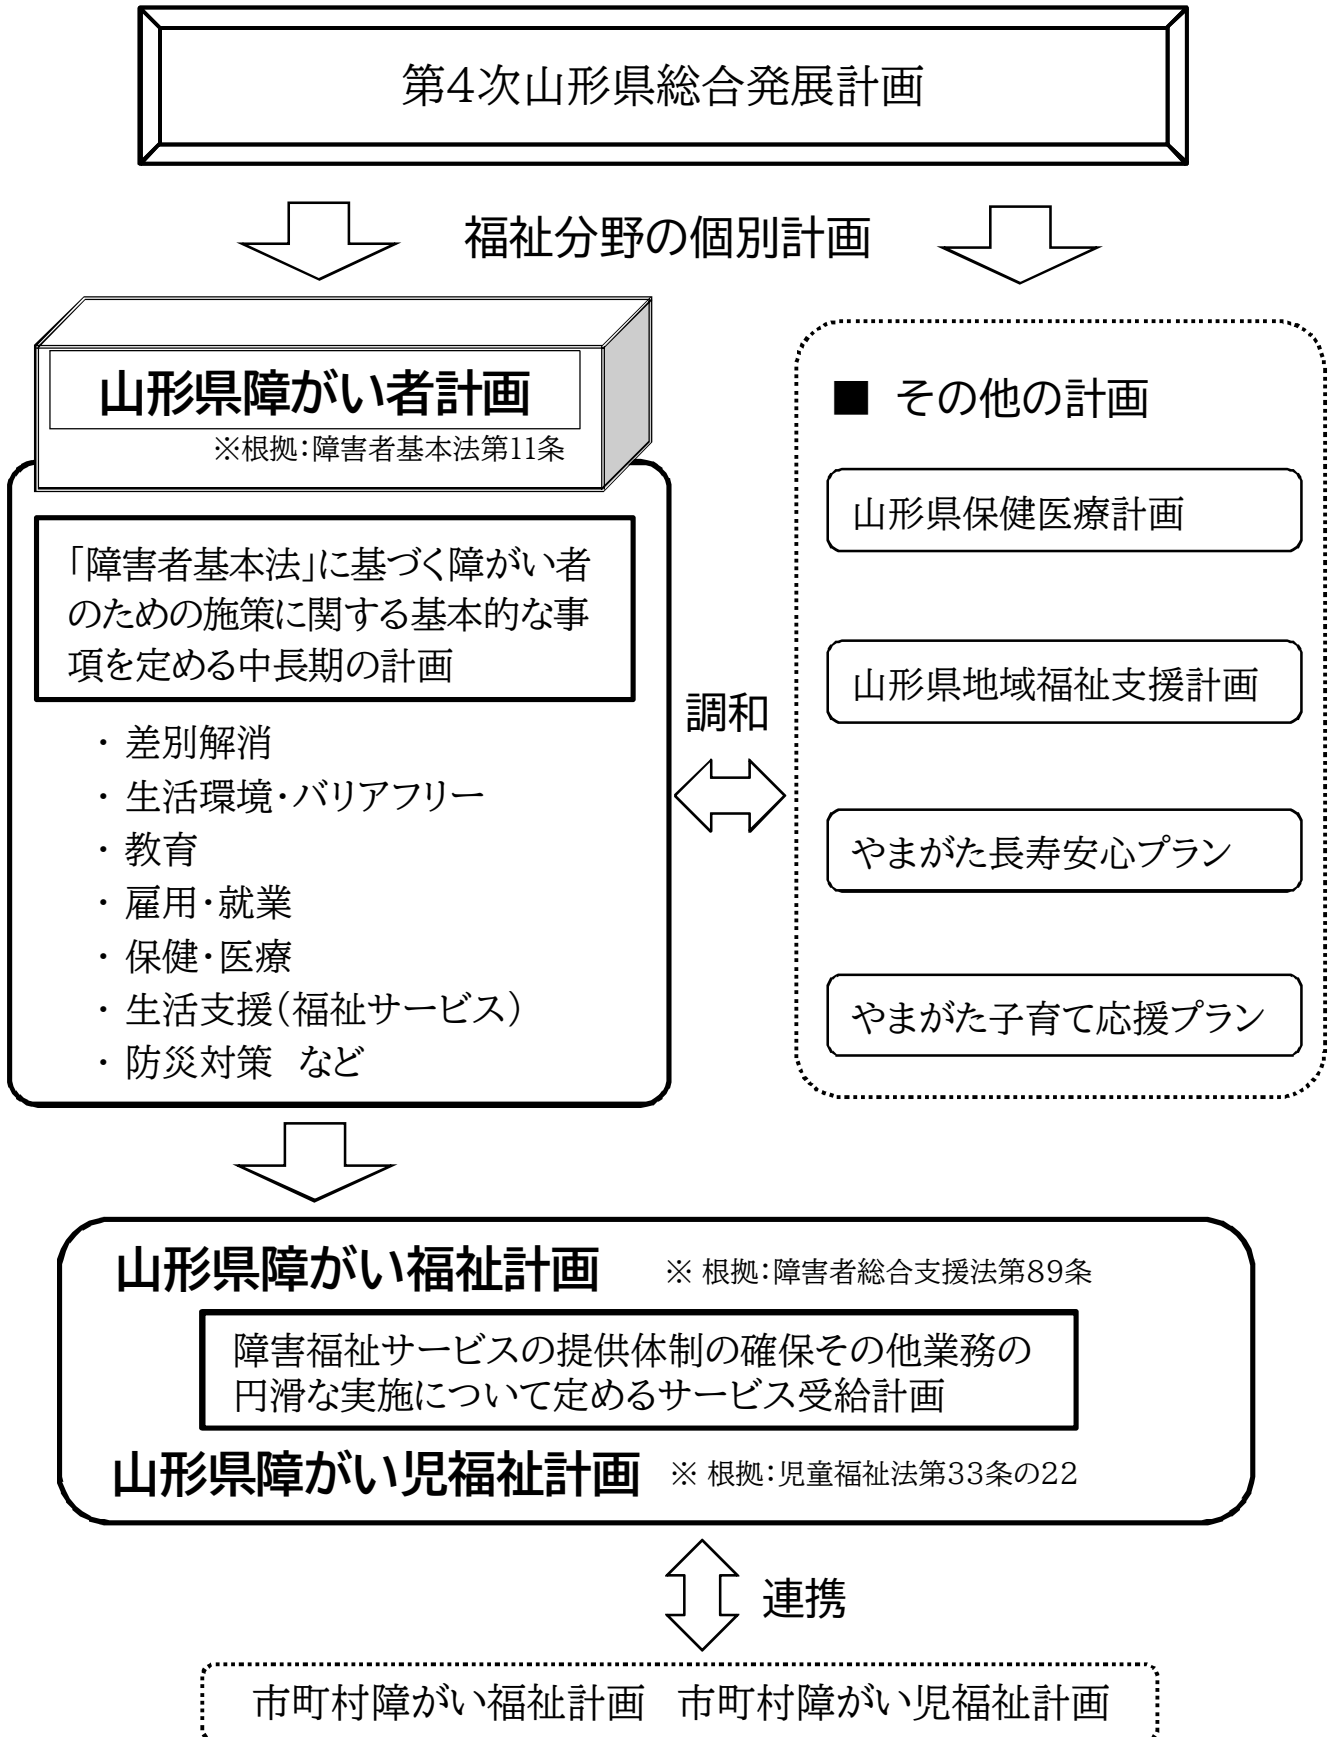 第4次山形県総合発展計画
福祉分野の個別計画
山形県障がい者計画
※根拠：障害者基本法第11条
「障害者基本法」に基づく障がい者
のための施策に関する基本的な事
項を定める中長期の計画
・ 差別解消
・ 生活環境・バリアフリー
・ 教育
・ 雇用・就業
・ 保健・医療
・ 生活支援（福祉サービス）
・ 防災対策　など
調和
■ その他の計画
山形県保健医療計画
山形県地域福祉支援計画
やまがた長寿安心プラン
やまがた子育て応援プラン
山形県障がい福祉計画　※ 根拠：障害者総合支援法第89条
障害福祉サービスの提供体制の確保その他業務の
円滑な実施について定めるサービス受給計画
山形県障がい児福祉計画　※ 根拠：児童福祉法第33条の22
連携
市町村障がい福祉計画　市町村障がい児福祉計画